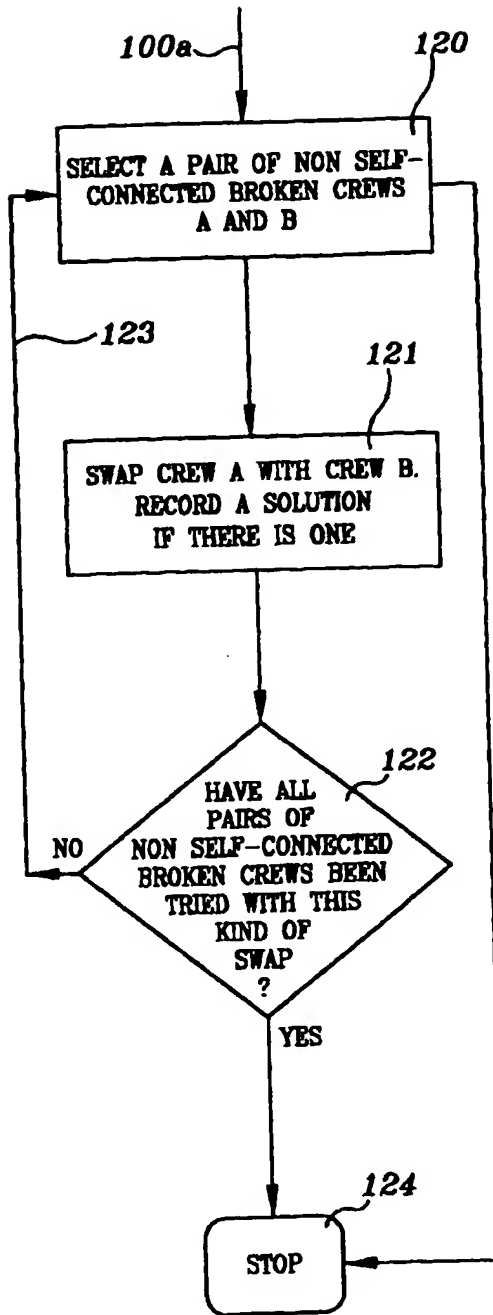 100a
120
SELECT A PAIR OF NON SELF-
CONNECTED BROKEN CREWS
A AND B
123
121
SWAP CREW A WITH CREW B.
RECORD A SOLUTION
IF THERE IS ONE
122
HAVE ALL
PAIRS OF
NON SELF-CONNECTED
BROKEN CREWS BEEN
TRIED WITH THIS
KIND OF
SWAP
?
NO
YES
124
STOP